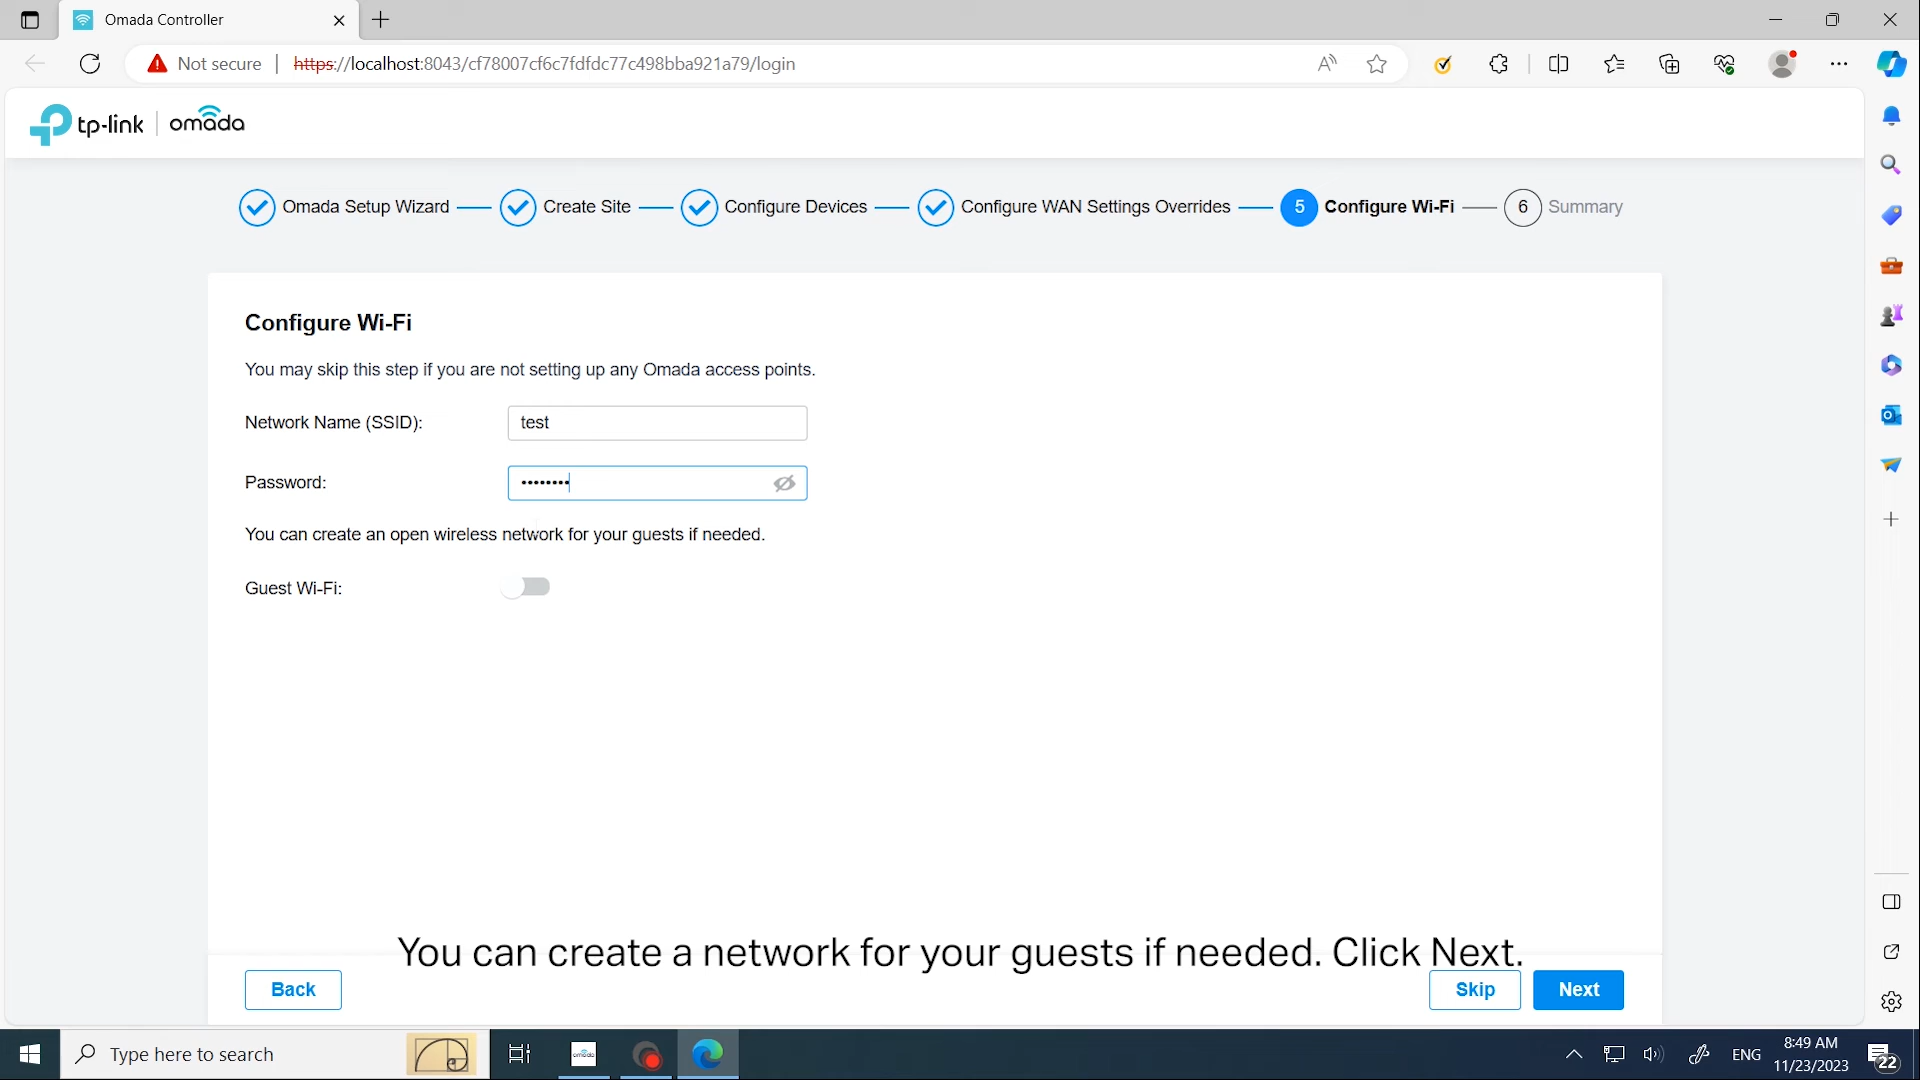 Omada Controller
Not secure
https://localhost:8043/cf78007cf6c7fdfdc77c498bba921a79/login
tp-link | omada
Omada Setup Wizard
Create Site
Configure Devices
Configure WAN Settings Overrides
5 Configure Wi-Fi
6 Summary
Configure Wi-Fi
You may skip this step if you are not setting up any Omada access points.
Network Name (SSID): test
Password: ••••••••
You can create an open wireless network for your guests if needed.
Guest Wi-Fi:
You can create a network for your guests if needed. Click Next.
Back
Skip
Next
Type here to search
omada
ENG
8:49 AM
11/23/2023
22